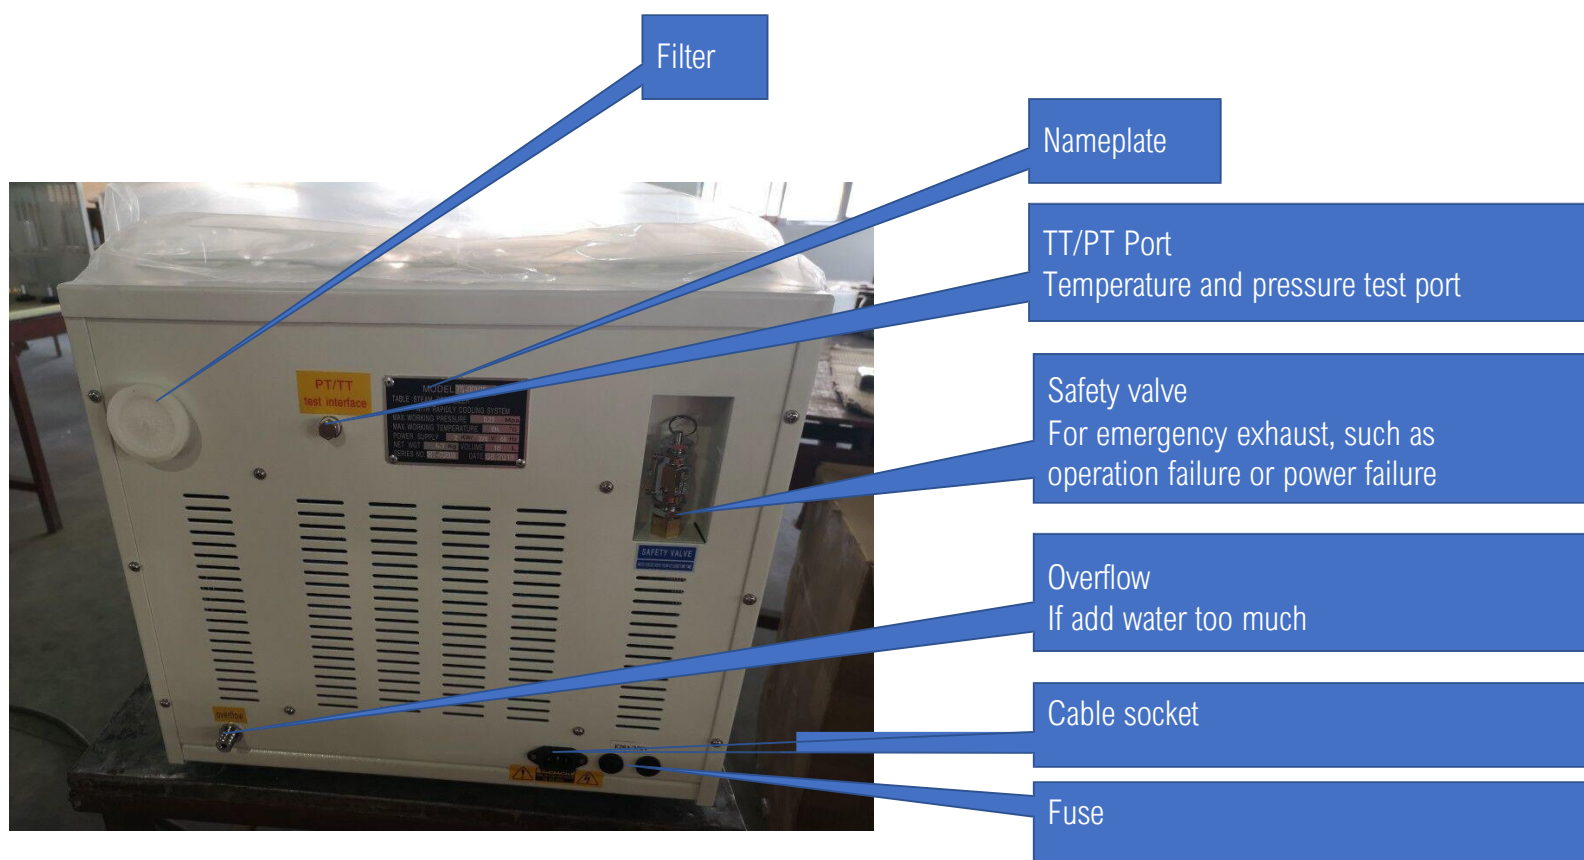 Filter
Nameplate
TT/PT Port
Temperature and pressure test port
Safety valve
For emergency exhaust, such as
operation failure or power failure
Overflow
If add water too much
Cable socket
Fuse
PT/TT
test interface
MODEL
TABLE STEAM
WITH RAPIDLY COOLING SYSTEM
MAX WORKING PRESSURE
MAX WORKING TEMPERATURE
POWER SUPPLY
NET WGT VOLUME
SERIES NO DATE
SAFETY VALVE
overflow